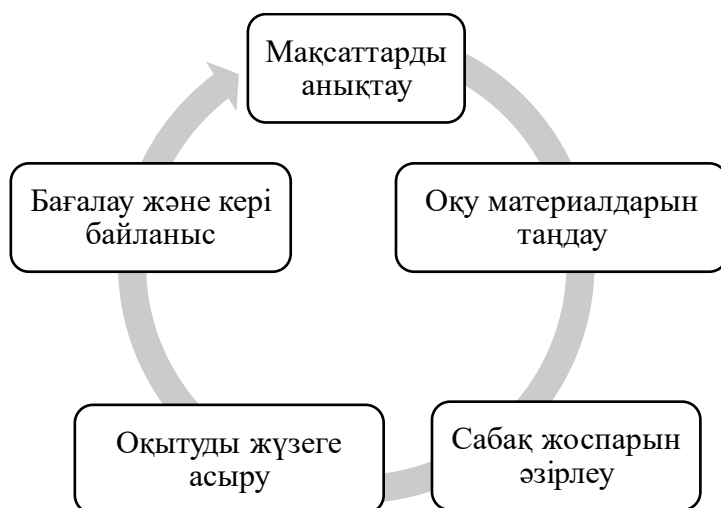 Мақсаттарды
анықтау
Оқу материалдарын
таңдау
Сабақ жоспарын
әзірлеу
Оқытуды жүзеге
асыру
Бағалау және кері
байланыс